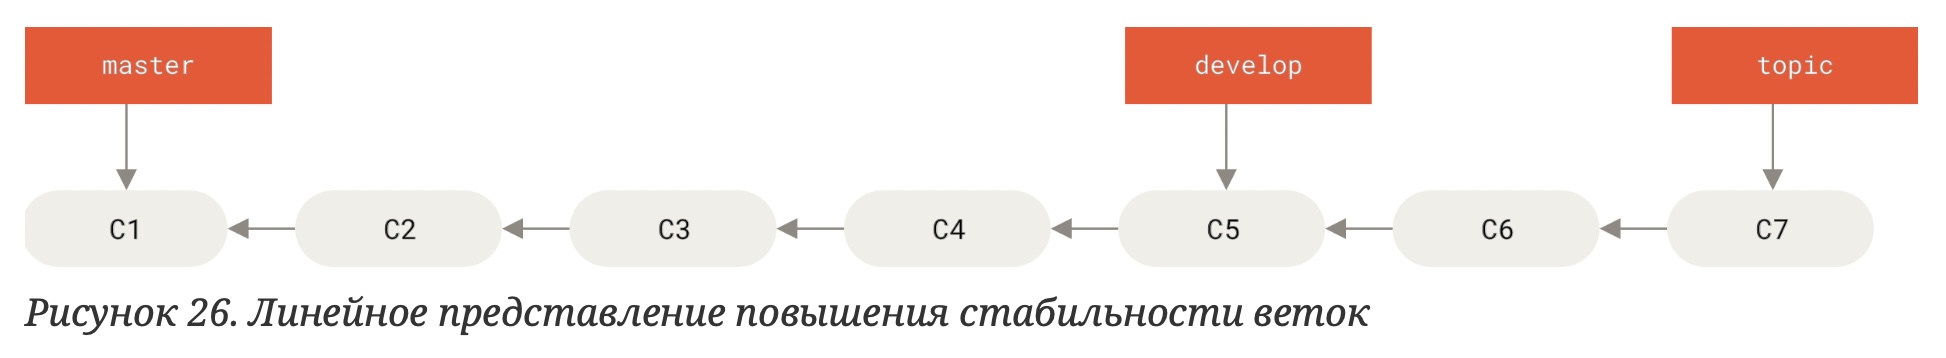 master develop topic
C1 C2 C3 C4 C5 C6 C7
Рисунок 26. Линейное представление повышения стабильности веток